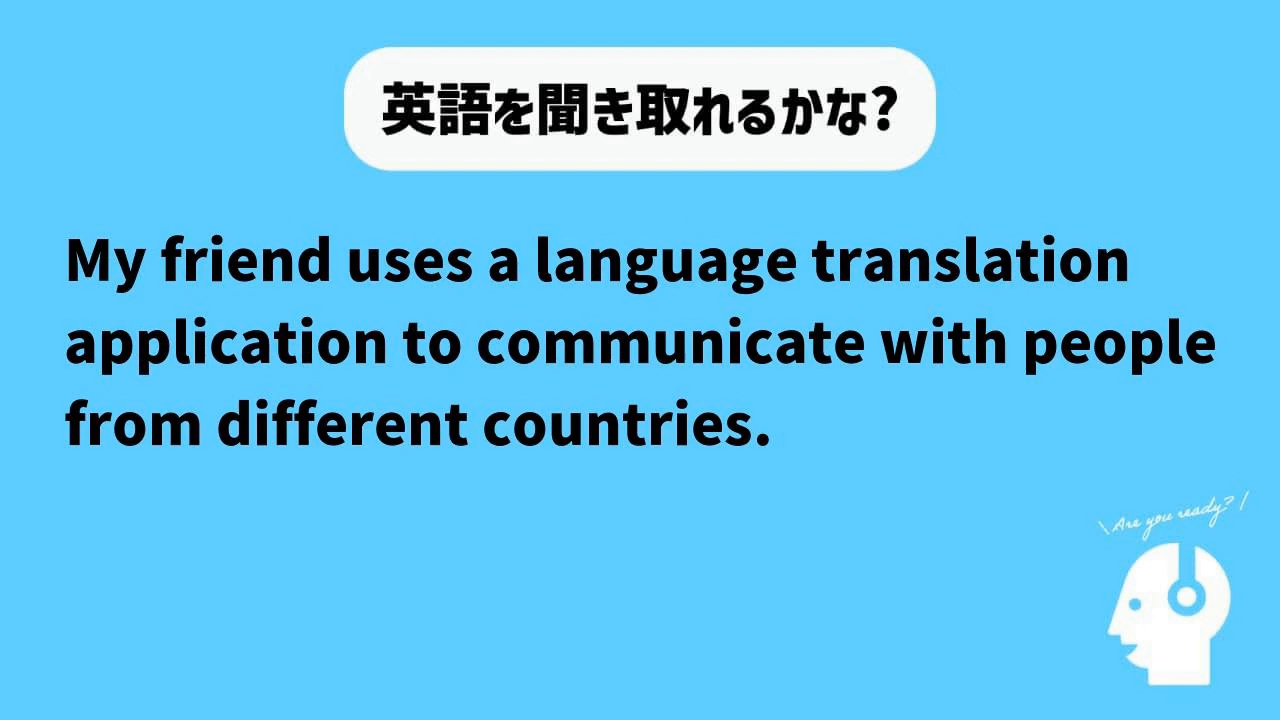 英語を聞き取れるかな?
My friend uses a language translation
application to communicate with people
from different countries.
\ Are you ready? /